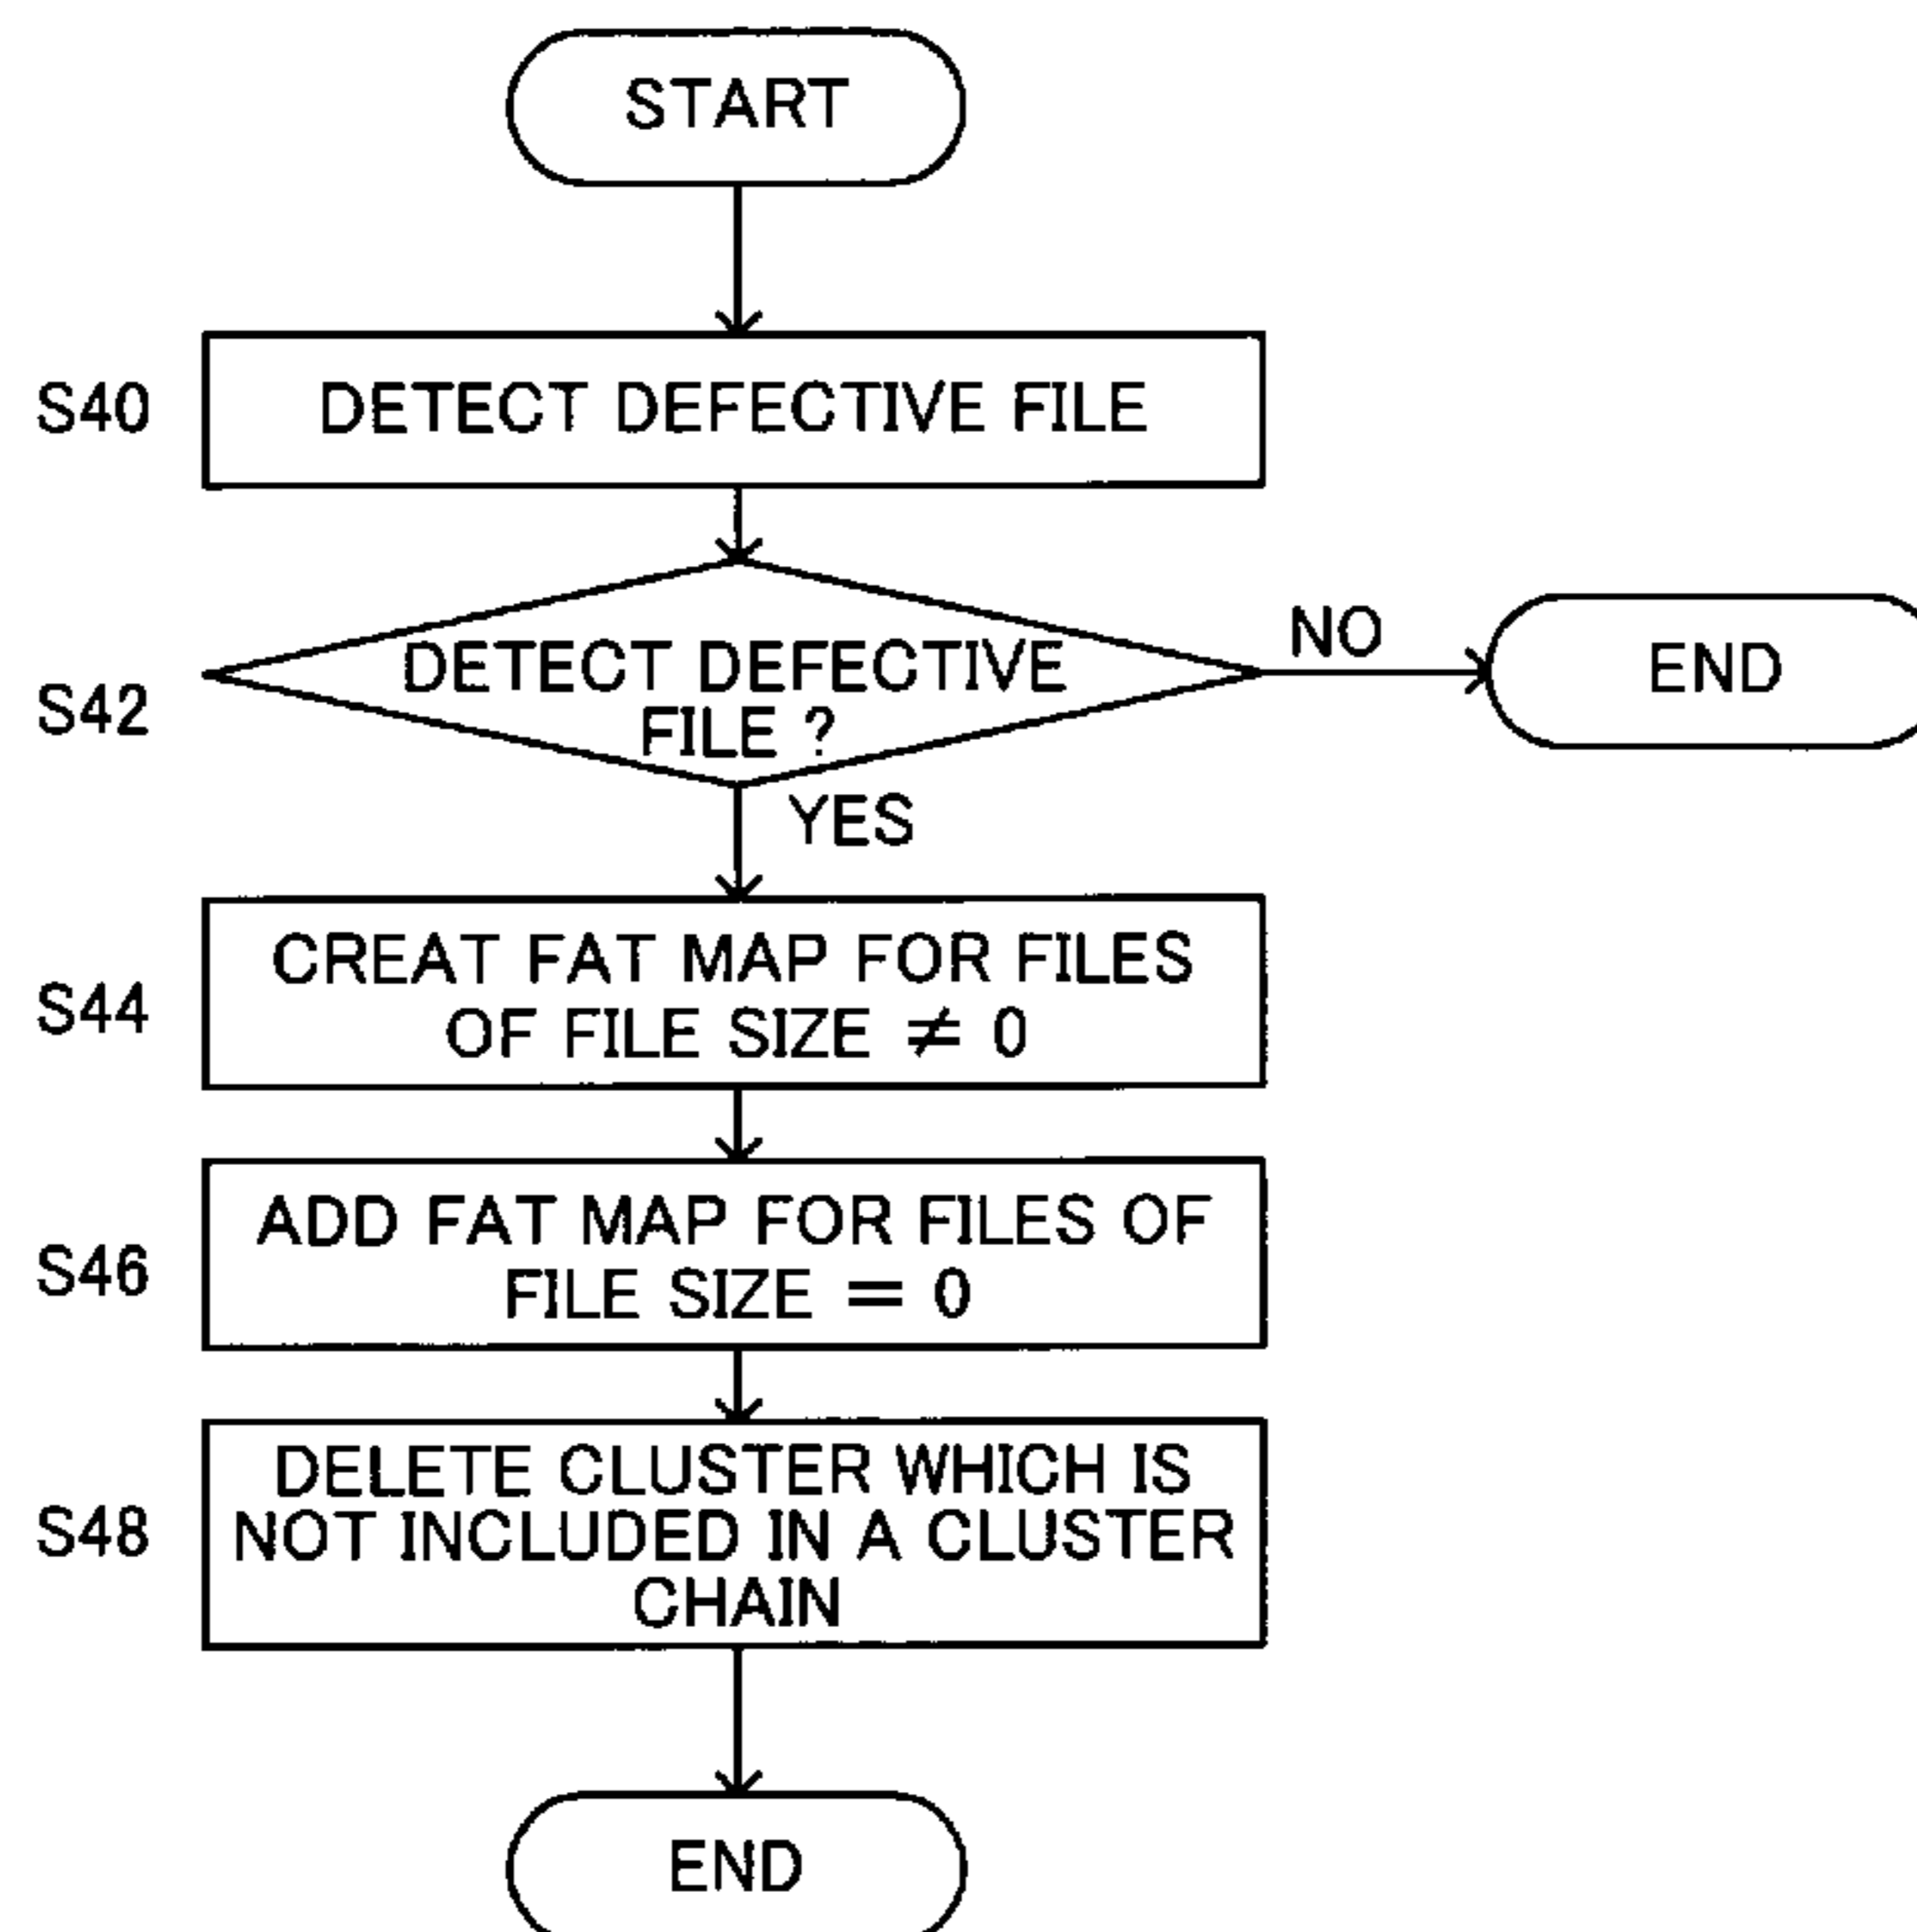 START
S40
DETECT DEFECTIVE FILE
S42
DETECT DEFECTIVE
FILE ?
NO
END
YES
S44
CREAT FAT MAP FOR FILES
OF FILE SIZE ≠ 0
S46
ADD FAT MAP FOR FILES OF
FILE SIZE = 0
S48
DELETE CLUSTER WHICH IS
NOT INCLUDED IN A CLUSTER
CHAIN
END